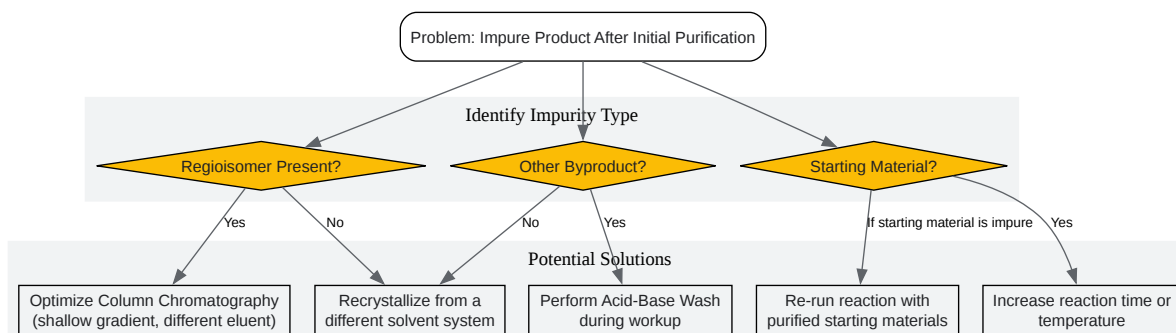 Problem: Impure Product After Initial Purification
Identify Impurity Type
Regioisomer Present?
Other Byproduct?
Starting Material?
Yes
No
No
Yes
If starting material is impure
Yes
Potential Solutions
Optimize Column Chromatography
(shallow gradient, different eluent)
Recrystallize from a
different solvent system
Perform Acid-Base Wash
during workup
Re-run reaction with
purified starting materials
Increase reaction time or
temperature